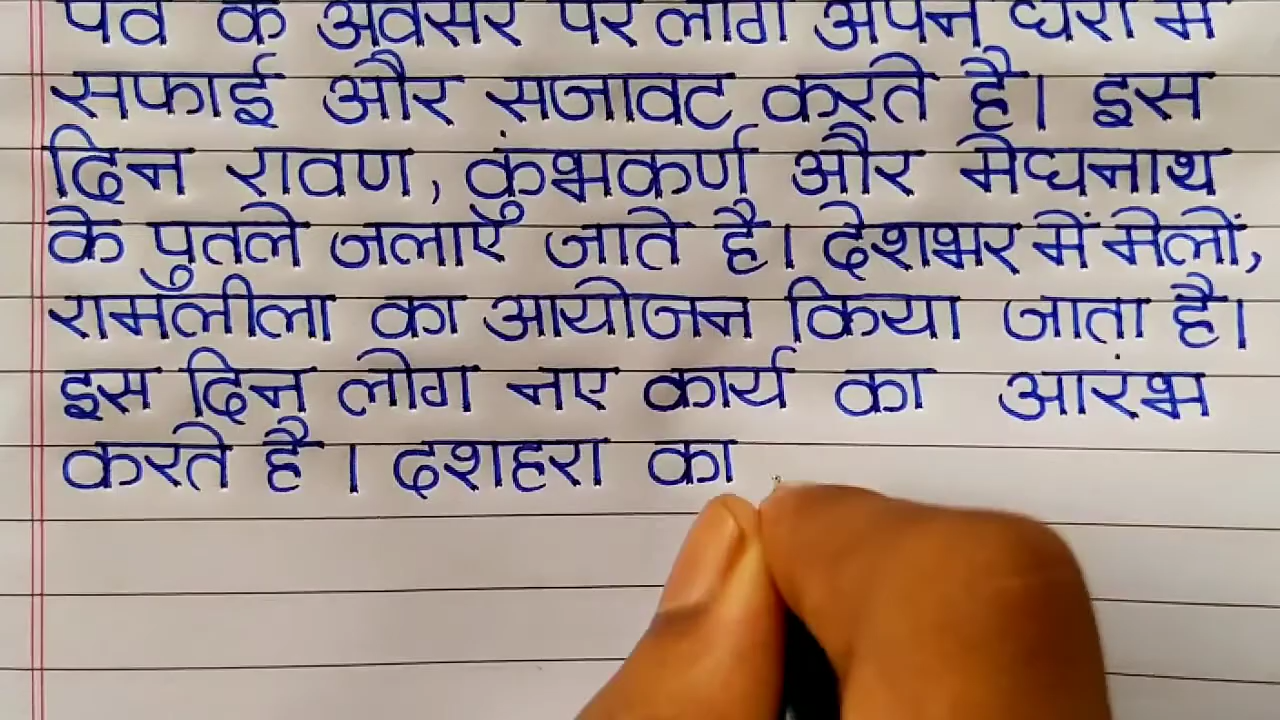 पर्व के अवसर पर लोग अपने घरों में
सफाई और सजावट करते है। इस
दिन रावण, कुंभकर्ण और मेघनाथ
के पुतले जलाएँ जाते है। देशभर में मेलों,
रामलीला का आयोजन किया जाता है।
इस दिन लोग नए कार्य का आरंभ
करते है । दशहरा का